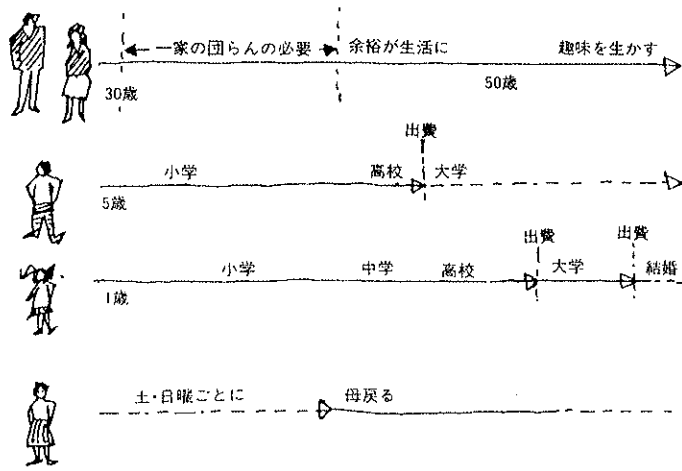 一家の団らんの必要 余裕が生活に 趣味を生かす
30歳 50歳
出費
小学 高校 大学
5歳
出費 出費
小学 中学 高校 大学 結婚
1歳
土・日曜ごとに 母戻る